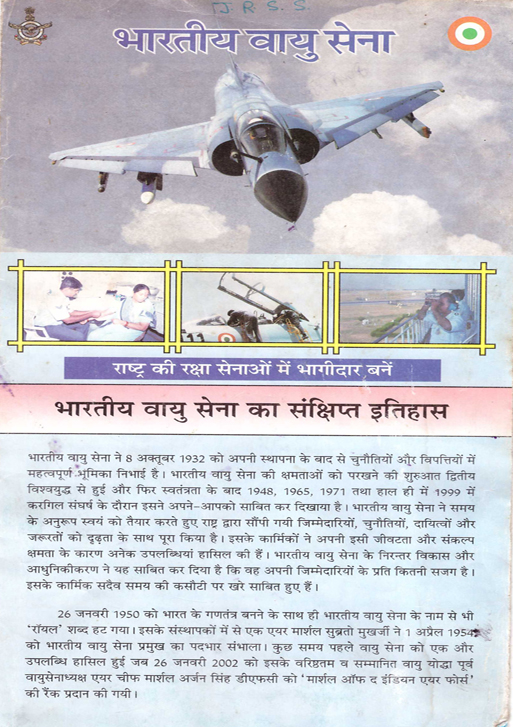 J. R. S. S.
भारतीय वायु सेना
11
राष्ट्र की रक्षा सेनाओं में भागीदार बनें
भारतीय वायु सेना का संक्षिप्त इतिहास
भारतीय वायु सेना ने 8 अक्तूबर 1932 को अपनी स्थापना के बाद से चुनौतियों और विपत्तियों में
महत्वपूर्ण भूमिका निभाई है। भारतीय वायु सेना की क्षमताओं को परखने की शुरुआत द्वितीय
विश्वयुद्ध से हुई और फिर स्वतंत्रता के बाद 1948, 1965, 1971 तथा हाल ही में 1999 में
करगिल संघर्ष के दौरान इसने अपने-आपको साबित कर दिखाया है। भारतीय वायु सेना ने समय
के अनुरूप स्वयं को तैयार करते हुए राष्ट्र द्वारा सौंपी गयी जिम्मेदारियों, चुनौतियों, दायित्वों और
जरूरतों को दृढ़ता के साथ पूरा किया है। इसके कार्मिकों ने अपनी इसी जीवटता और संकल्प
क्षमता के कारण अनेक उपलब्धियां हासिल की हैं। भारतीय वायु सेना के निरन्तर विकास और
आधुनिकीकरण ने यह साबित कर दिया है कि वह अपनी जिम्मेदारियों के प्रति कितनी सजग है।
इसके कार्मिक सदैव समय की कसौटी पर खरे साबित हुए हैं।
26 जनवरी 1950 को भारत के गणतंत्र बनने के साथ ही भारतीय वायु सेना के नाम से भी
'रॉयल' शब्द हट गया। इसके संस्थापकों में से एक एयर मार्शल सुब्रतो मुखर्जी ने 1 अप्रैल 1954
को भारतीय वायु सेना प्रमुख का पदभार संभाला। कुछ समय पहले वायु सेना को एक और
उपलब्धि हासिल हुई जब 26 जनवरी 2002 को इसके वरिष्ठतम व सम्मानित वायु योद्धा पूर्व
वायुसेनाध्यक्ष एयर चीफ मार्शल अर्जन सिंह डीएफसी को 'मार्शल ऑफ द इंडियन एयर फोर्स'
की रैंक प्रदान की गयी।